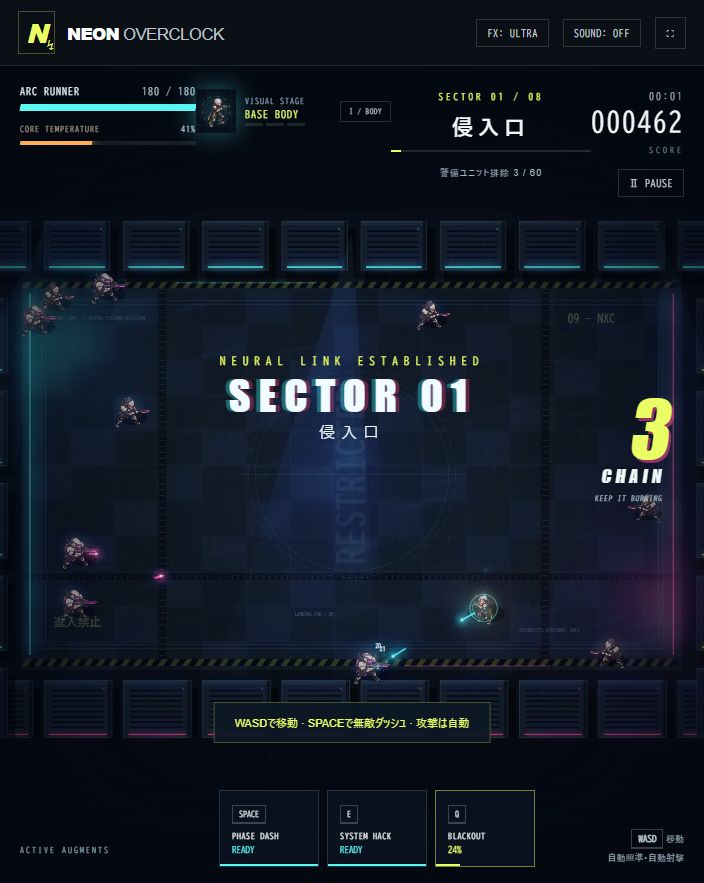 NEON OVERCLOCK
FX: ULTRA
SOUND: OFF
ARC RUNNER 180 / 180
CORE TEMPERATURE 41%
VISUAL STAGE
BASE BODY
I / BODY
SECTOR 01 / 08
侵入口
警備ユニット排除 3 / 60
00:01
000462
SCORE
II PAUSE
09 — NXC
NEURAL LINK ESTABLISHED
SECTOR 01
侵入口
RESTRIC
3
CHAIN
KEEP IT BURNING
進入禁止
LANDING PAD / 09
20
21
WASDで移動・SPACEで無敵ダッシュ・攻撃は自動
SPACE
PHASE DASH
READY
E
SYSTEM HACK
READY
Q
BLACKOUT
24%
ACTIVE AUGMENTS
WASD 移動
自動照準・自動射撃